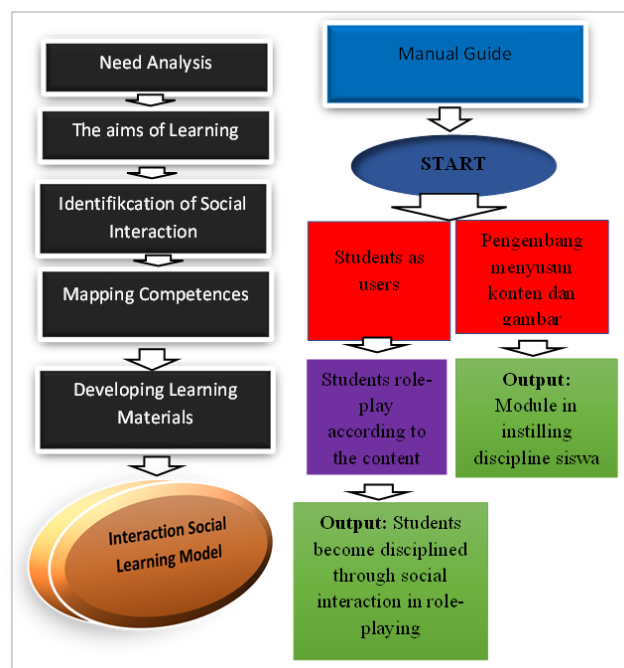 Need Analysis
The aims of Learning
Identifikcation of Social
Interaction
Mapping Competences
Developing Learning
Materials
Interaction Social
Learning Model
Manual Guide
START
Students as
users
Pengembang
menyusun
konten dan
gambar
Students role-
play
according to
the content
Output:
Module in
instilling
discipline siswa
Output: Students
become disciplined
through social
interaction in role-
playing